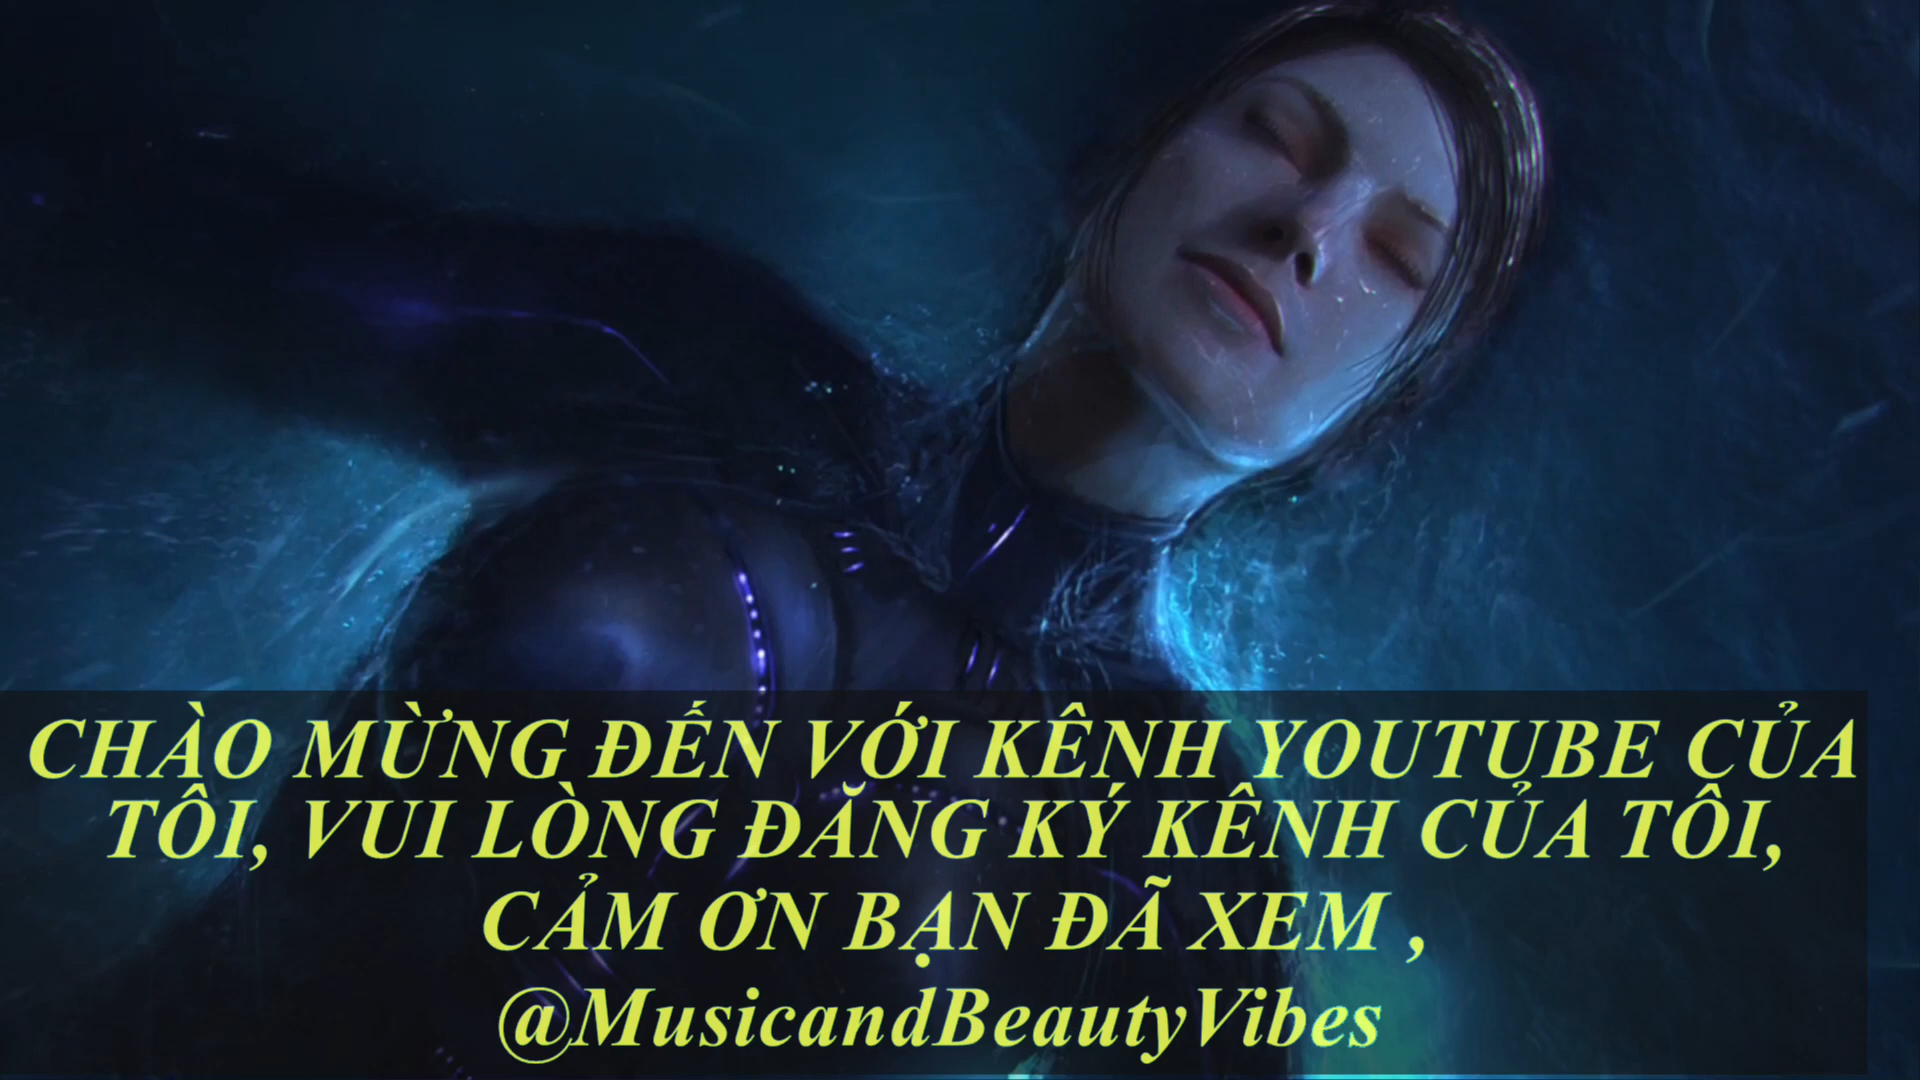 CHÀO MỪNG ĐẾN VỚI KÊNH YOUTUBE CỦA
TÔI, VUI LÒNG ĐĂNG KÝ KÊNH CỦA TÔI,
CẢM ƠN BẠN ĐÃ XEM ,
@MusicandBeautyVibes